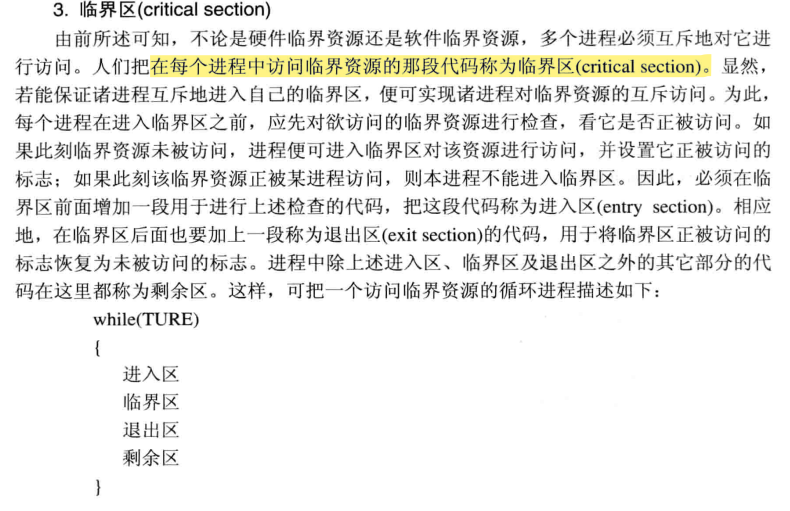 3. 临界区(critical section)
由前所述可知，不论是硬件临界资源还是软件临界资源，多个进程必须互斥地对它进
行访问。人们把在每个进程中访问临界资源的那段代码称为临界区(critical section)。显然，
若能保证诸进程互斥地进入自己的临界区，便可实现诸进程对临界资源的互斥访问。为此，
每个进程在进入临界区之前，应先对欲访问的临界资源进行检查，看它是否正被访问。如
果此刻临界资源未被访问，进程便可进入临界区对该资源进行访问，并设置它正被访问的
标志；如果此刻该临界资源正被某进程访问，则本进程不能进入临界区。因此，必须在临
界区前面增加一段用于进行上述检查的代码，把这段代码称为进入区(entry section)。相应
地，在临界区后面也要加上一段称为退出区(exit section)的代码，用于将临界区正被访问的
标志恢复为未被访问的标志。进程中除上述进入区、临界区及退出区之外的其它部分的代
码在这里都称为剩余区。这样，可把一个访问临界资源的循环进程描述如下：
while(TURE)
{
进入区
临界区
退出区
剩余区
}